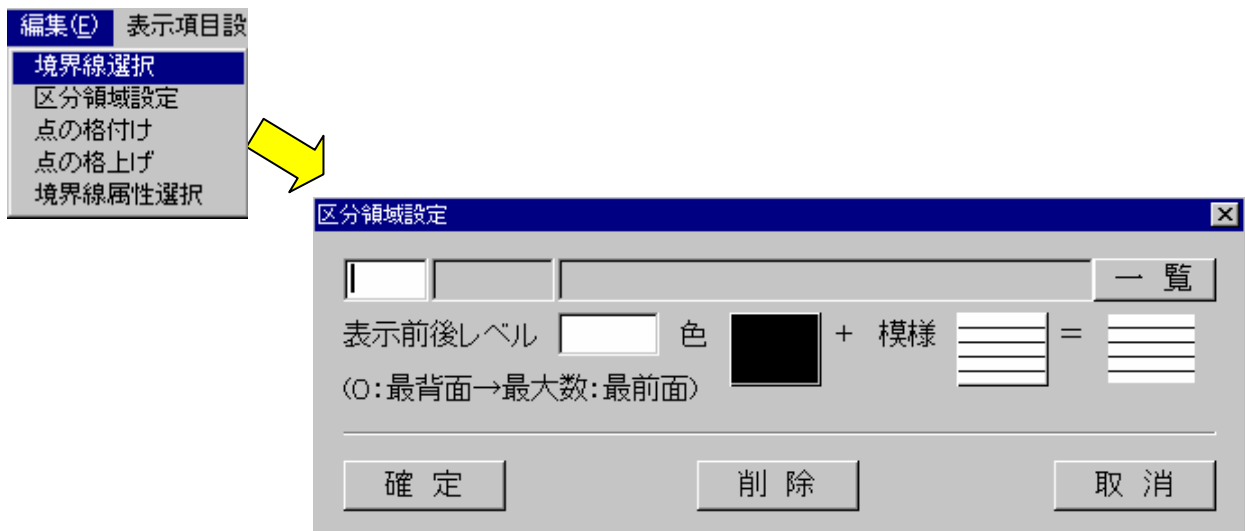 編集(E) 表示項目設
境界線選択
区分領域設定
点の格付け
点の格上げ
境界線属性選択
区分領域設定
一 覧
表示前後レベル 色 + 模様 =
(0:最背面→最大数:最前面)
確 定 削 除 取 消